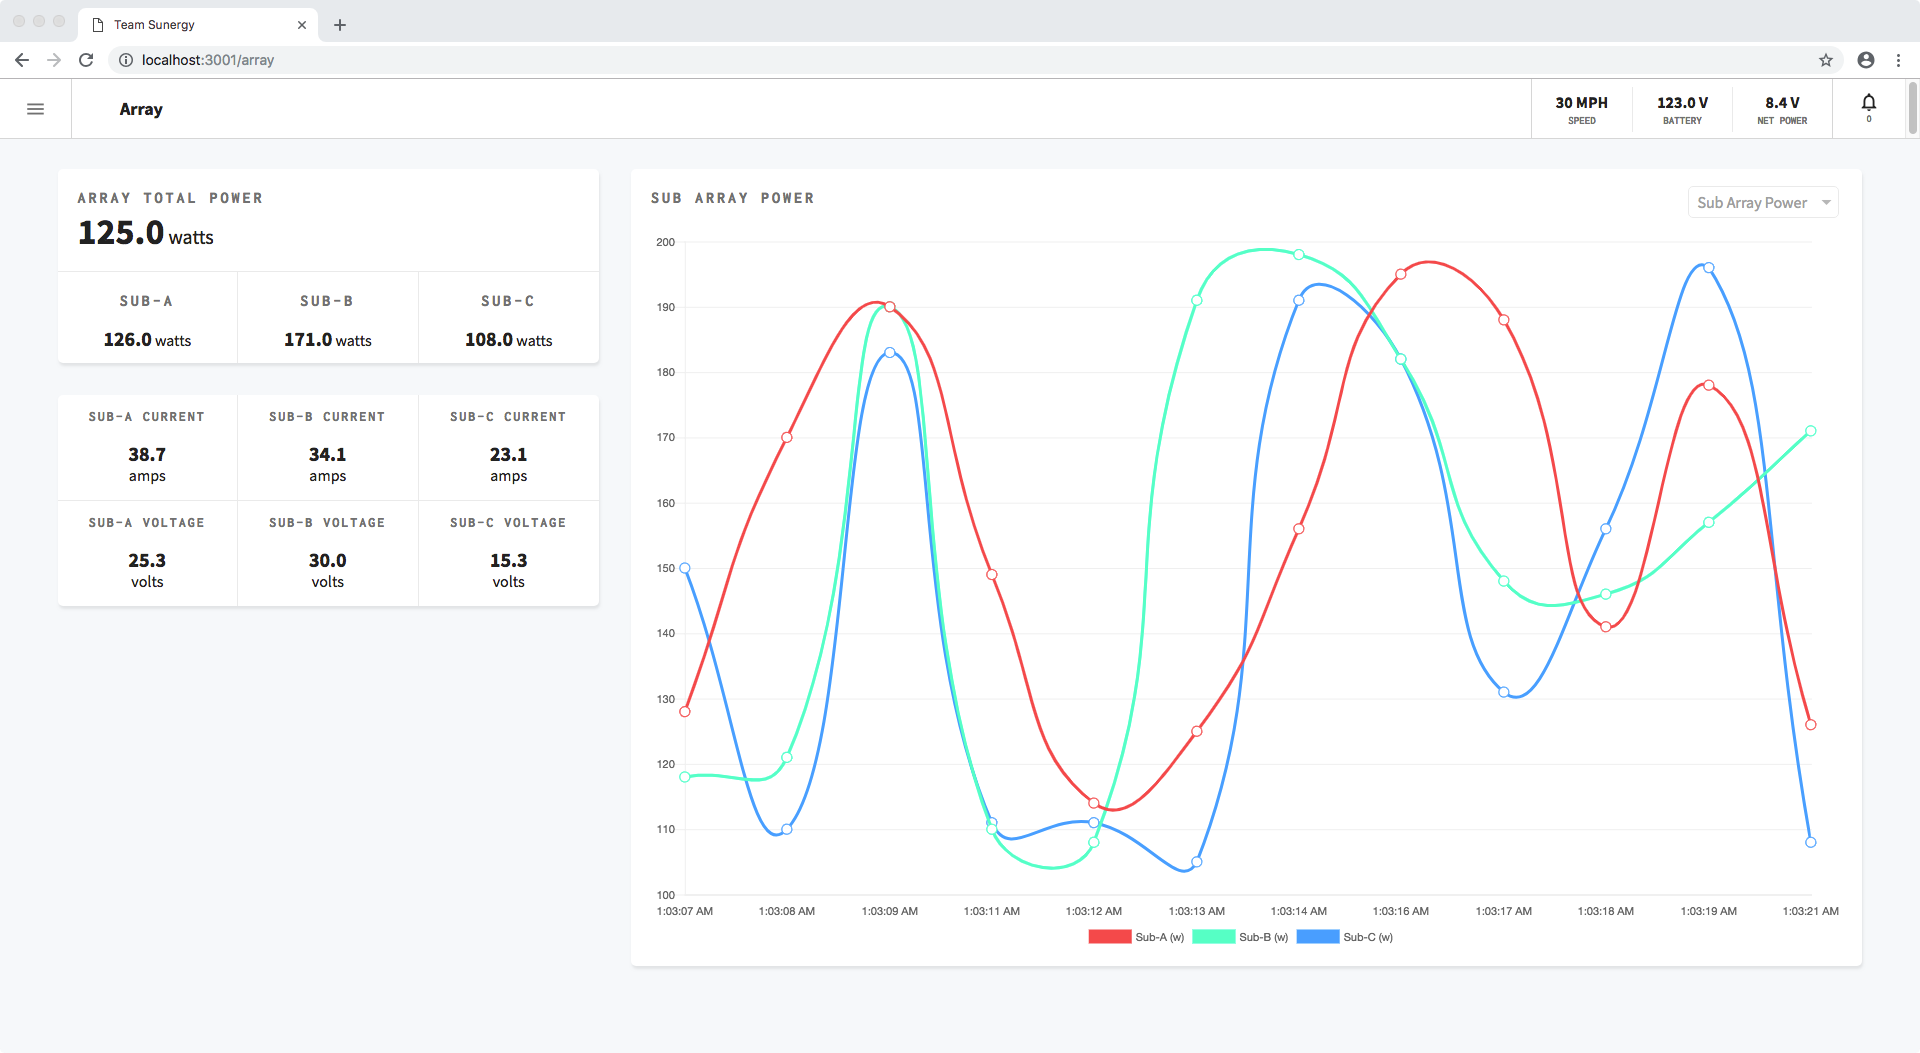 Team Sunergy
localhost:3001/array
Array
30 MPH
SPEED
123.0 V
BATTERY
8.4 V
NET POWER
0
ARRAY TOTAL POWER
125.0 watts
SUB-A
SUB-B
SUB-C
126.0 watts
171.0 watts
108.0 watts
SUB-A CURRENT
SUB-B CURRENT
SUB-C CURRENT
38.7
amps
34.1
amps
23.1
amps
SUB-A VOLTAGE
SUB-B VOLTAGE
SUB-C VOLTAGE
25.3
volts
30.0
volts
15.3
volts
SUB ARRAY POWER
Sub Array Power
200
190
180
170
160
150
140
130
120
110
100
1:03:07 AM
1:03:08 AM
1:03:09 AM
1:03:11 AM
1:03:12 AM
1:03:13 AM
1:03:14 AM
1:03:16 AM
1:03:17 AM
1:03:18 AM
1:03:19 AM
1:03:21 AM
Sub-A (w)
Sub-B (w)
Sub-C (w)